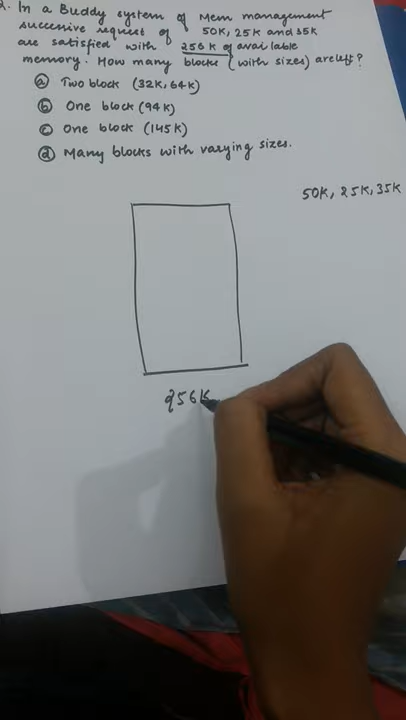 2. In a Buddy system of Mem management
successive request of 50K, 25K and 35K
are satisfied with 256K of available
memory. How many blocks (with sizes) are left?
a Two block (32K, 64K)
b One block (94K)
c One block (145K)
d Many blocks with varying sizes.
50K, 25K, 35K
256K